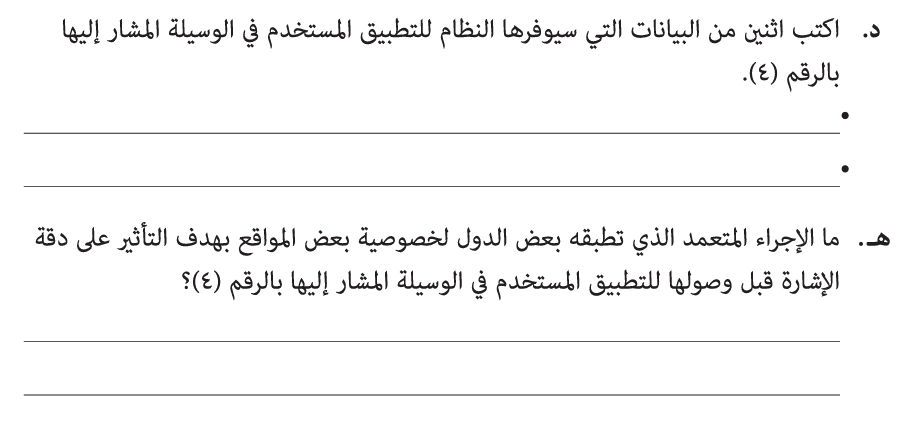 د. اكتب اثنين من البيانات التي سيوفرها النظام للتطبيق المستخدم في الوسيلة المشار إليها
بالرقم (٤).
•
•
هـ. ما الإجراء المتعمد الذي تطبقه بعض الدول لخصوصية بعض المواقع بهدف التأثير على دقة
الإشارة قبل وصولها للتطبيق المستخدم في الوسيلة المشار إليها بالرقم (٤)؟